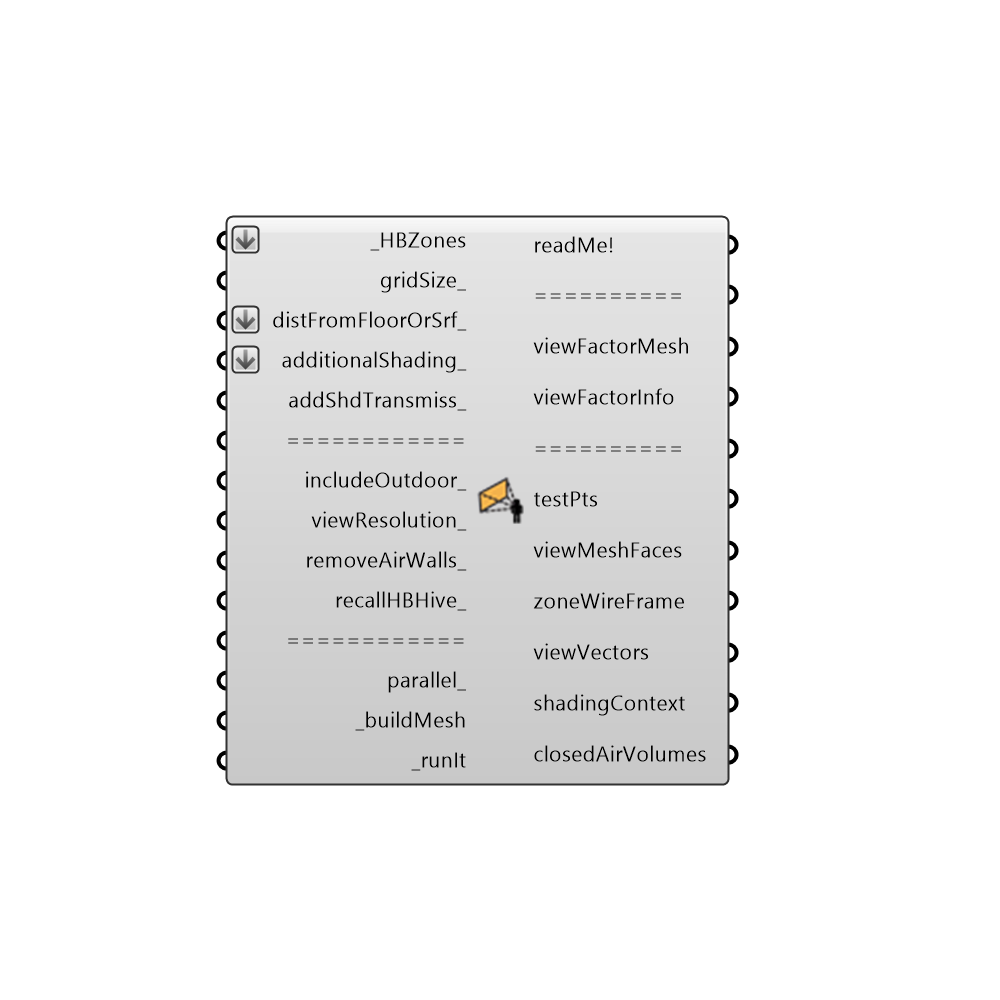 _HBZones
gridSize_
distFromFloorOrSrf_
additionalShading_
addShdTransmiss_
============
includeOutdoor_
viewResolution_
removeAirWalls_
recallHBHive_
============
parallel_
_buildMesh
_runIt
readMe!
==========
viewFactorMesh
viewFactorInfo
==========
testPts
viewMeshFaces
zoneWireFrame
viewVectors
shadingContext
closedAirVolumes